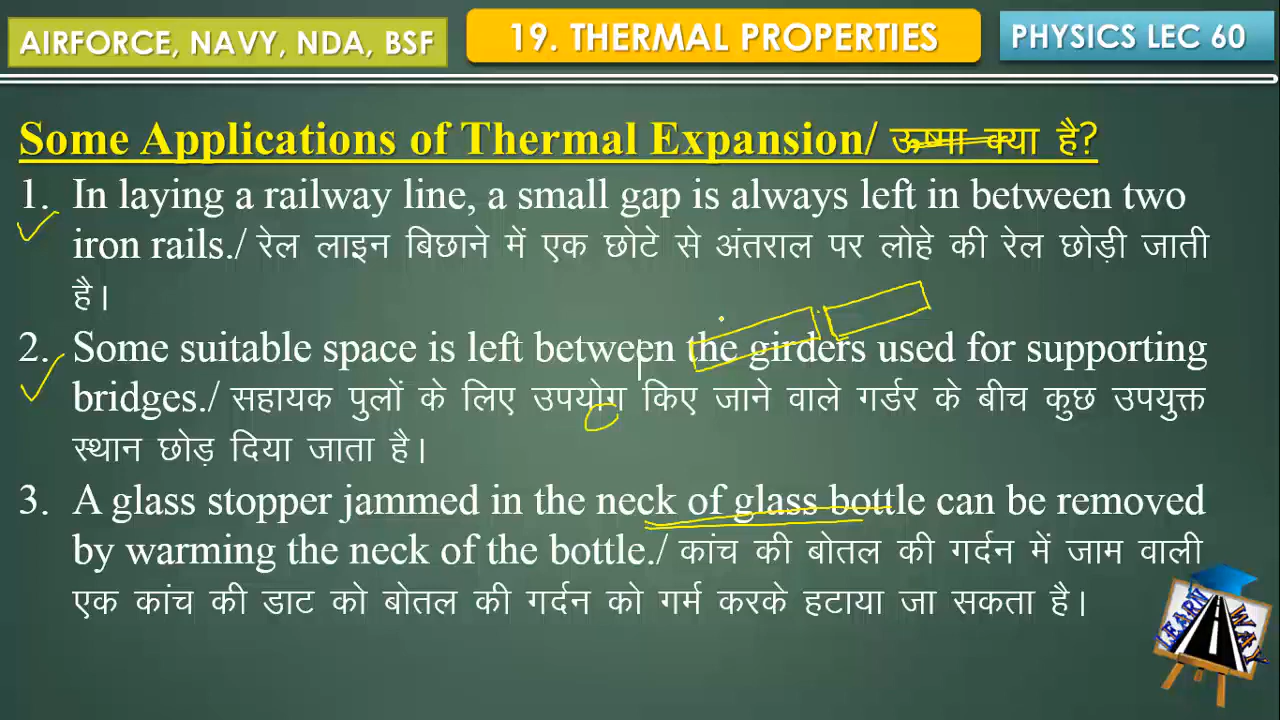 AIRFORCE, NAVY, NDA, BSF
19. THERMAL PROPERTIES
PHYSICS LEC 60
Some Applications of Thermal Expansion/ ऊष्मा क्या है?
1. In laying a railway line, a small gap is always left in between two
iron rails./ रेल लाइन बिछाने में एक छोटे से अंतराल पर लोहे की रेल छोड़ी जाती
है।
2. Some suitable space is left between the girders used for supporting
bridges./ सहायक पुलों के लिए उपयोग किए जाने वाले गर्डर के बीच कुछ उपयुक्त
स्थान छोड़ दिया जाता है।
3. A glass stopper jammed in the neck of glass bottle can be removed
by warming the neck of the bottle./ कांच की बोतल की गर्दन में जाम वाली
एक कांच की डाट को बोतल की गर्दन को गर्म करके हटाया जा सकता है।
LEARN WAY